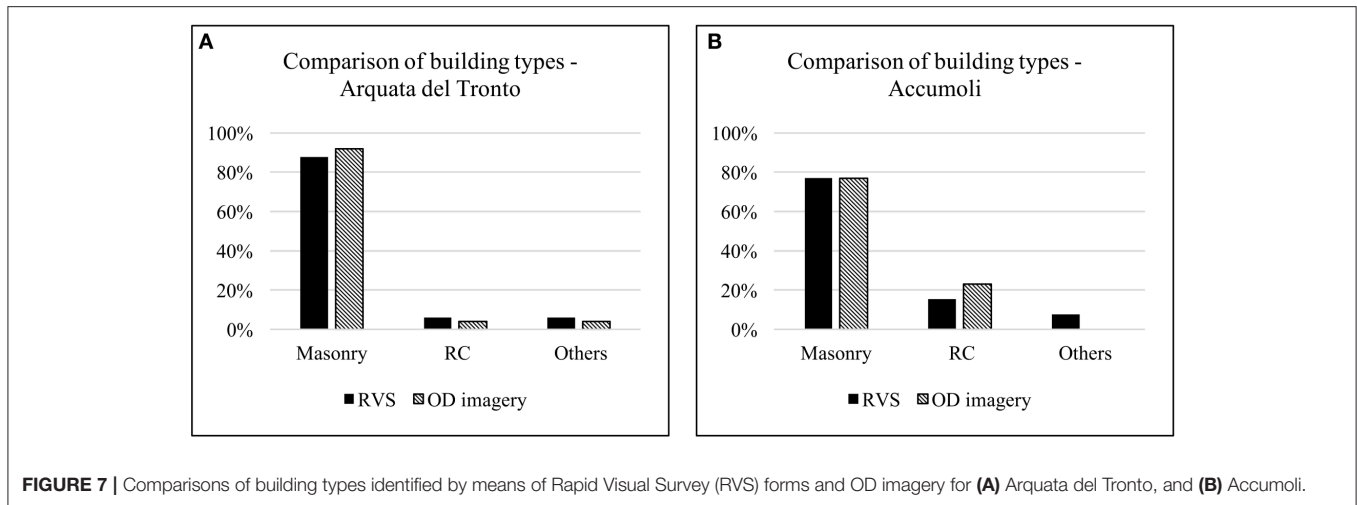 A
Comparison of building types -
Arquata del Tronto
100%
80%
60%
40%
20%
0%
Masonry RC Others
RVS OD imagery
B
Comparison of building types -
Accumoli
100%
80%
60%
40%
20%
0%
Masonry RC Others
RVS OD imagery
FIGURE 7 | Comparisons of building types identified by means of Rapid Visual Survey (RVS) forms and OD imagery for (A) Arquata del Tronto, and (B) Accumoli.